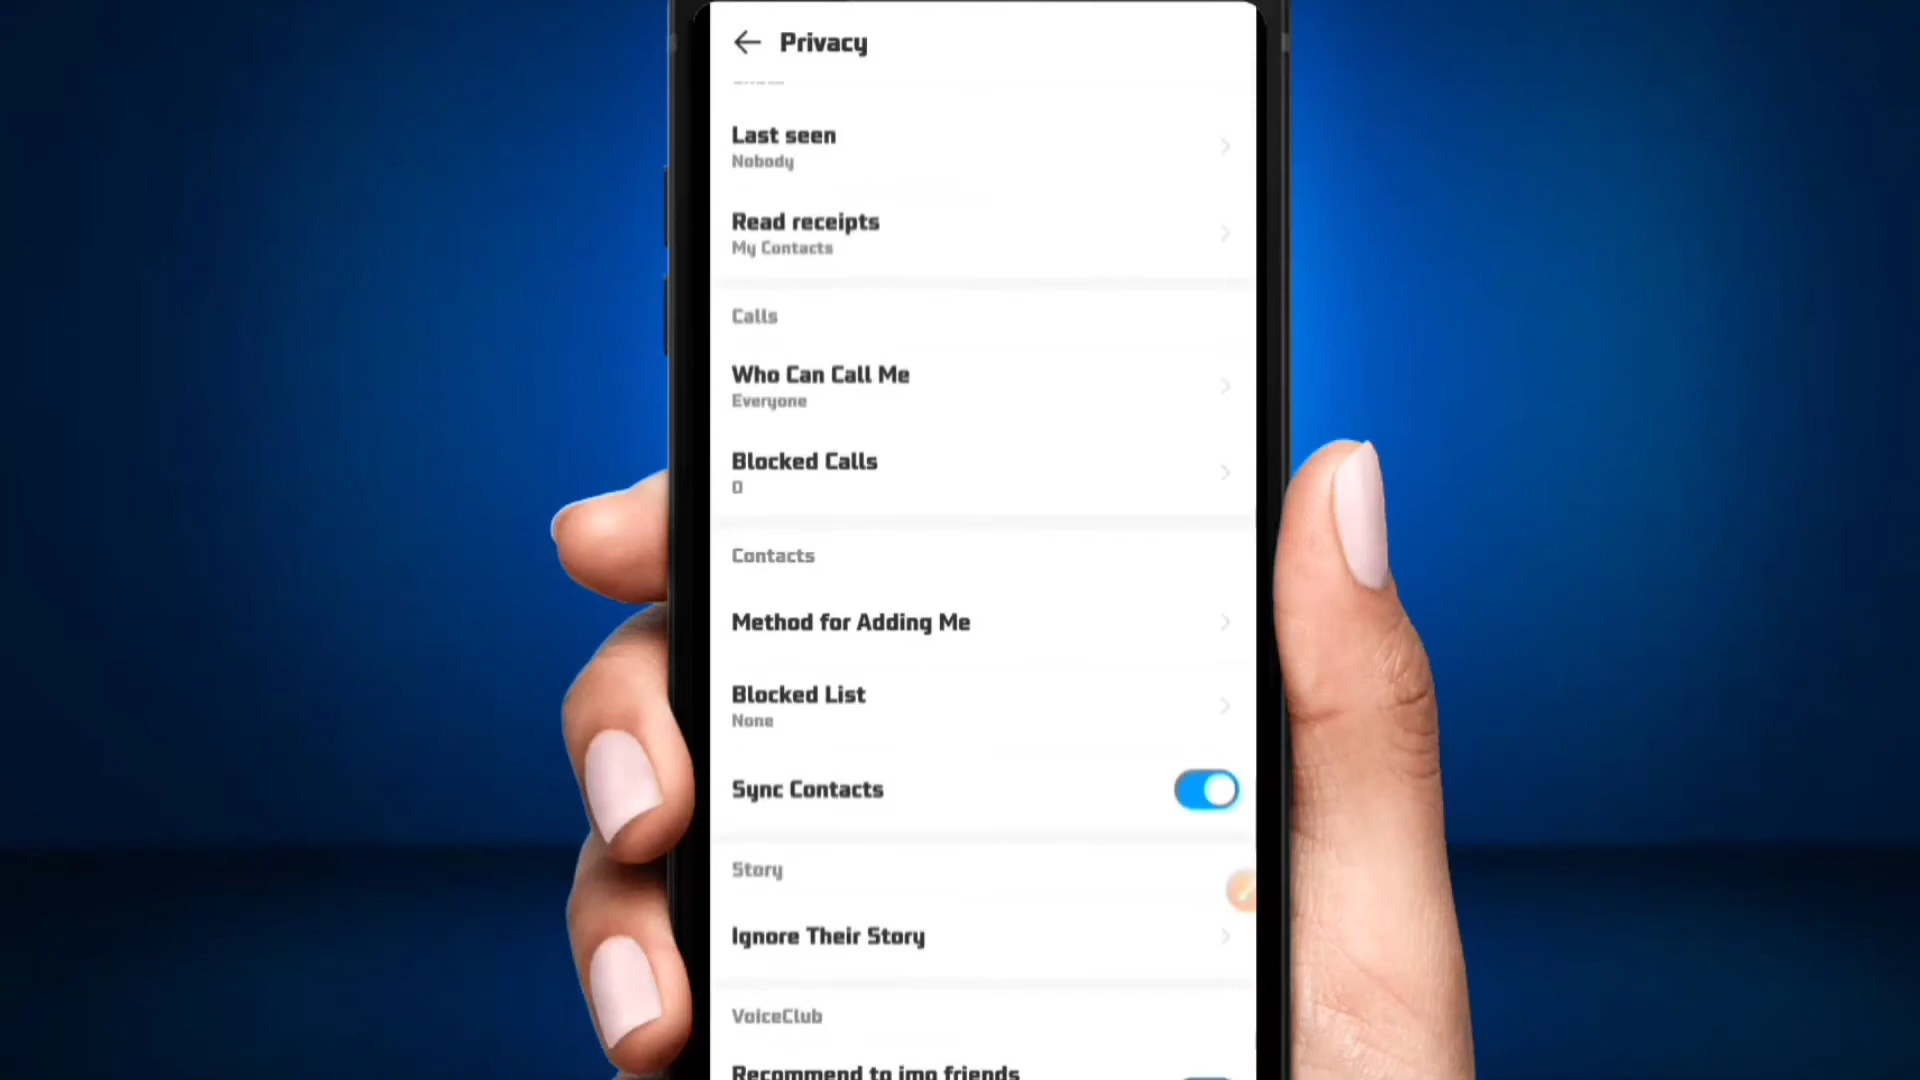 Privacy
Last seen
Nobody
Read receipts
My Contacts
Calls
Who Can Call Me
Everyone
Blocked Calls
0
Contacts
Method for Adding Me
Blocked List
None
Sync Contacts
Story
Ignore Their Story
VoiceClub
Recommend to imo friends